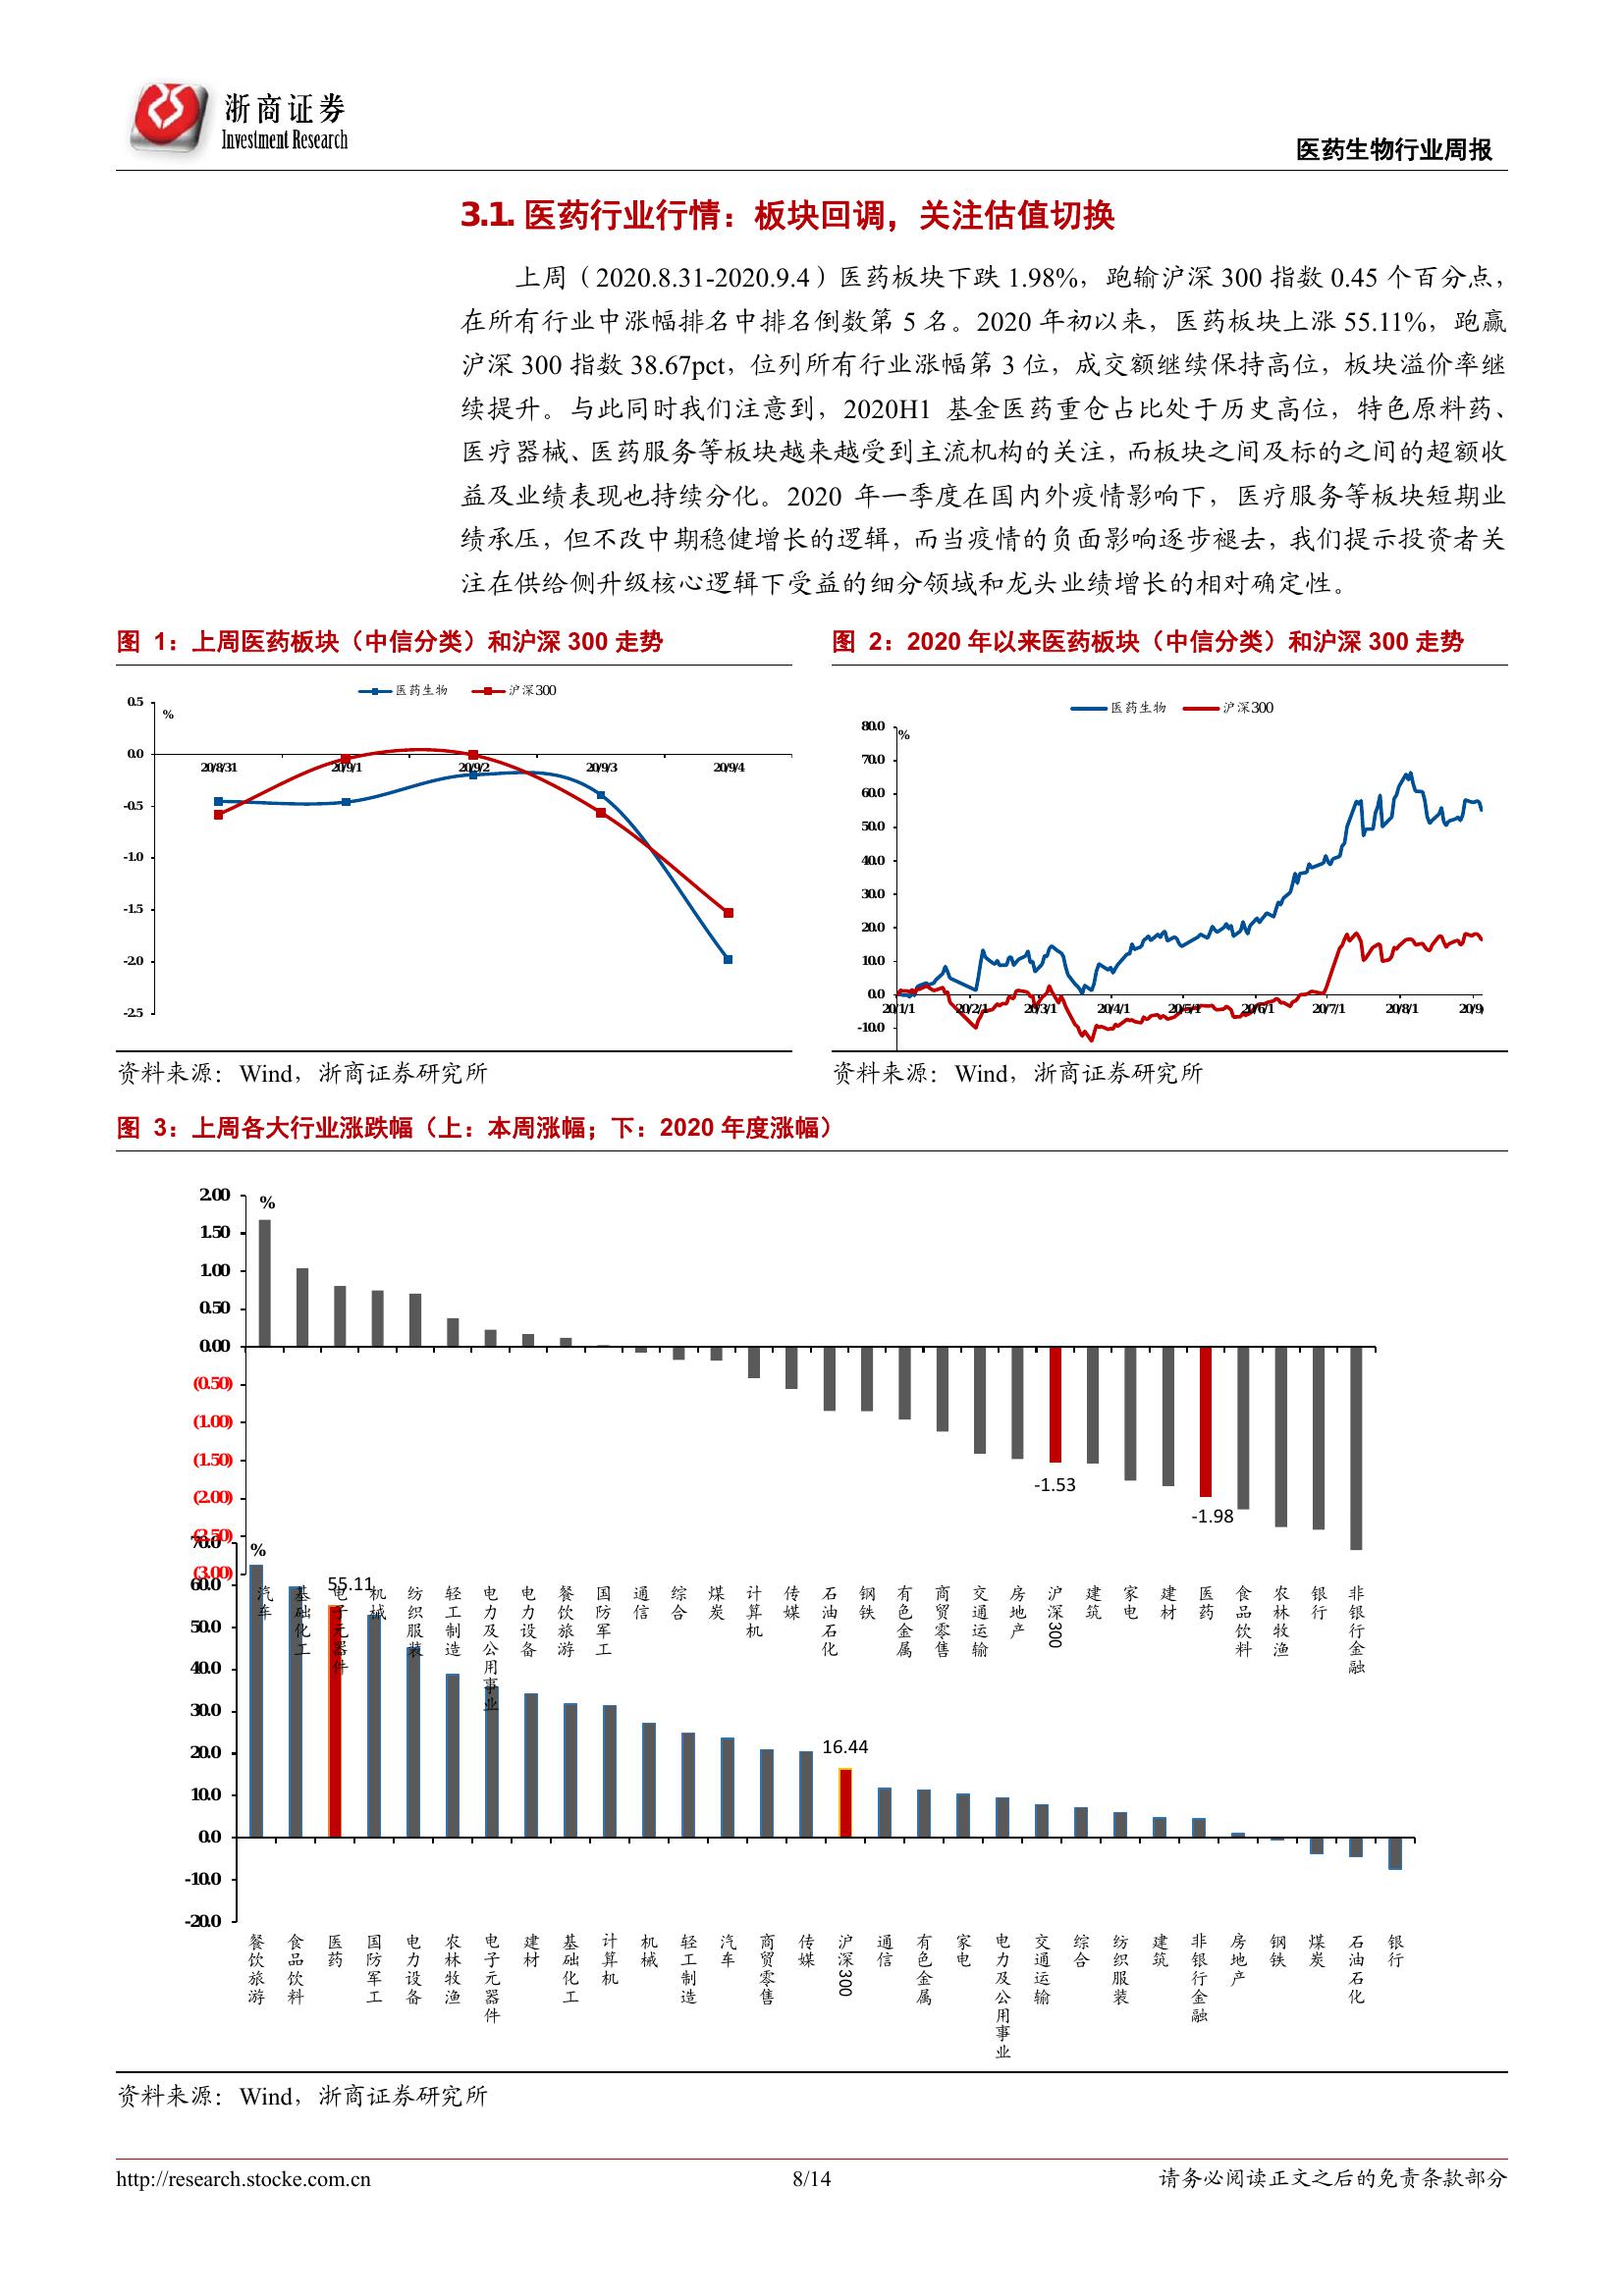 浙商证券
Investment Research
医药生物行业周报
3.1. 医药行业行情：板块回调，关注估值切换
上周（2020.8.31-2020.9.4）医药板块下跌 1.98%，跑输沪深 300 指数 0.45 个百分点，
在所有行业中涨幅排名中排名倒数第 5 名。2020 年初以来，医药板块上涨 55.11%，跑赢
沪深 300 指数 38.67pct，位列所有行业涨幅第 3 位，成交额继续保持高位，板块溢价率继
续提升。与此同时我们注意到，2020H1 基金医药重仓占比处于历史高位，特色原料药、
医疗器械、医药服务等板块越来越受到主流机构的关注，而板块之间及标的之间的超额收
益及业绩表现也持续分化。2020 年一季度在国内外疫情影响下，医疗服务等板块短期业
绩承压，但不改中期稳健增长的逻辑，而当疫情的负面影响逐步褪去，我们提示投资者关
注在供给侧升级核心逻辑下受益的细分领域和龙头业绩增长的相对确定性。
图 1：上周医药板块（中信分类）和沪深 300 走势
医药生物 沪深300
%
0.5
0.0
-0.5
-1.0
-1.5
-2.0
-2.5
20/8/31 20/9/1 20/9/2 20/9/3 20/9/4
资料来源：Wind，浙商证券研究所
图 2：2020 年以来医药板块（中信分类）和沪深 300 走势
医药生物 沪深300
%
80.0
70.0
60.0
50.0
40.0
30.0
20.0
10.0
0.0
-10.0
20/1/1 20/2/1 20/3/1 20/4/1 20/5/1 20/6/1 20/7/1 20/8/1 20/9/
资料来源：Wind，浙商证券研究所
图 3：上周各大行业涨跌幅（上：本周涨幅；下：2020 年度涨幅）
%
2.00
1.50
1.00
0.50
0.00
(0.50)
(1.00)
(1.50)
(2.00)
(2.50)
(3.00)
-1.53
-1.98
汽车 基础化工 电子元器件 机械 纺织服装 轻工制造 电力及公用事业 电力设备 餐饮旅游 国防军工 通信 综合 煤炭 计算机 传媒 石油石化 钢铁 有色金属 商贸零售 交通运输 房地产 沪深300 建筑 家电 建材 医药 食品饮料 农林牧渔 银行 非银行金融
%
70.0
60.0
50.0
40.0
30.0
20.0
10.0
0.0
-10.0
-20.0
55.11
16.44
餐饮旅游 食品饮料 医药 国防军工 电力设备 农林牧渔 电子元器件 建材 基础化工 计算机 机械 轻工制造 汽车 商贸零售 传媒 沪深300 通信 有色金属 家电 电力及公用事业 交通运输 综合 纺织服装 建筑 非银行金融 房地产 钢铁 煤炭 石油石化 银行
资料来源：Wind，浙商证券研究所
http://research.stocke.com.cn
8/14
请务必阅读正文之后的免责条款部分